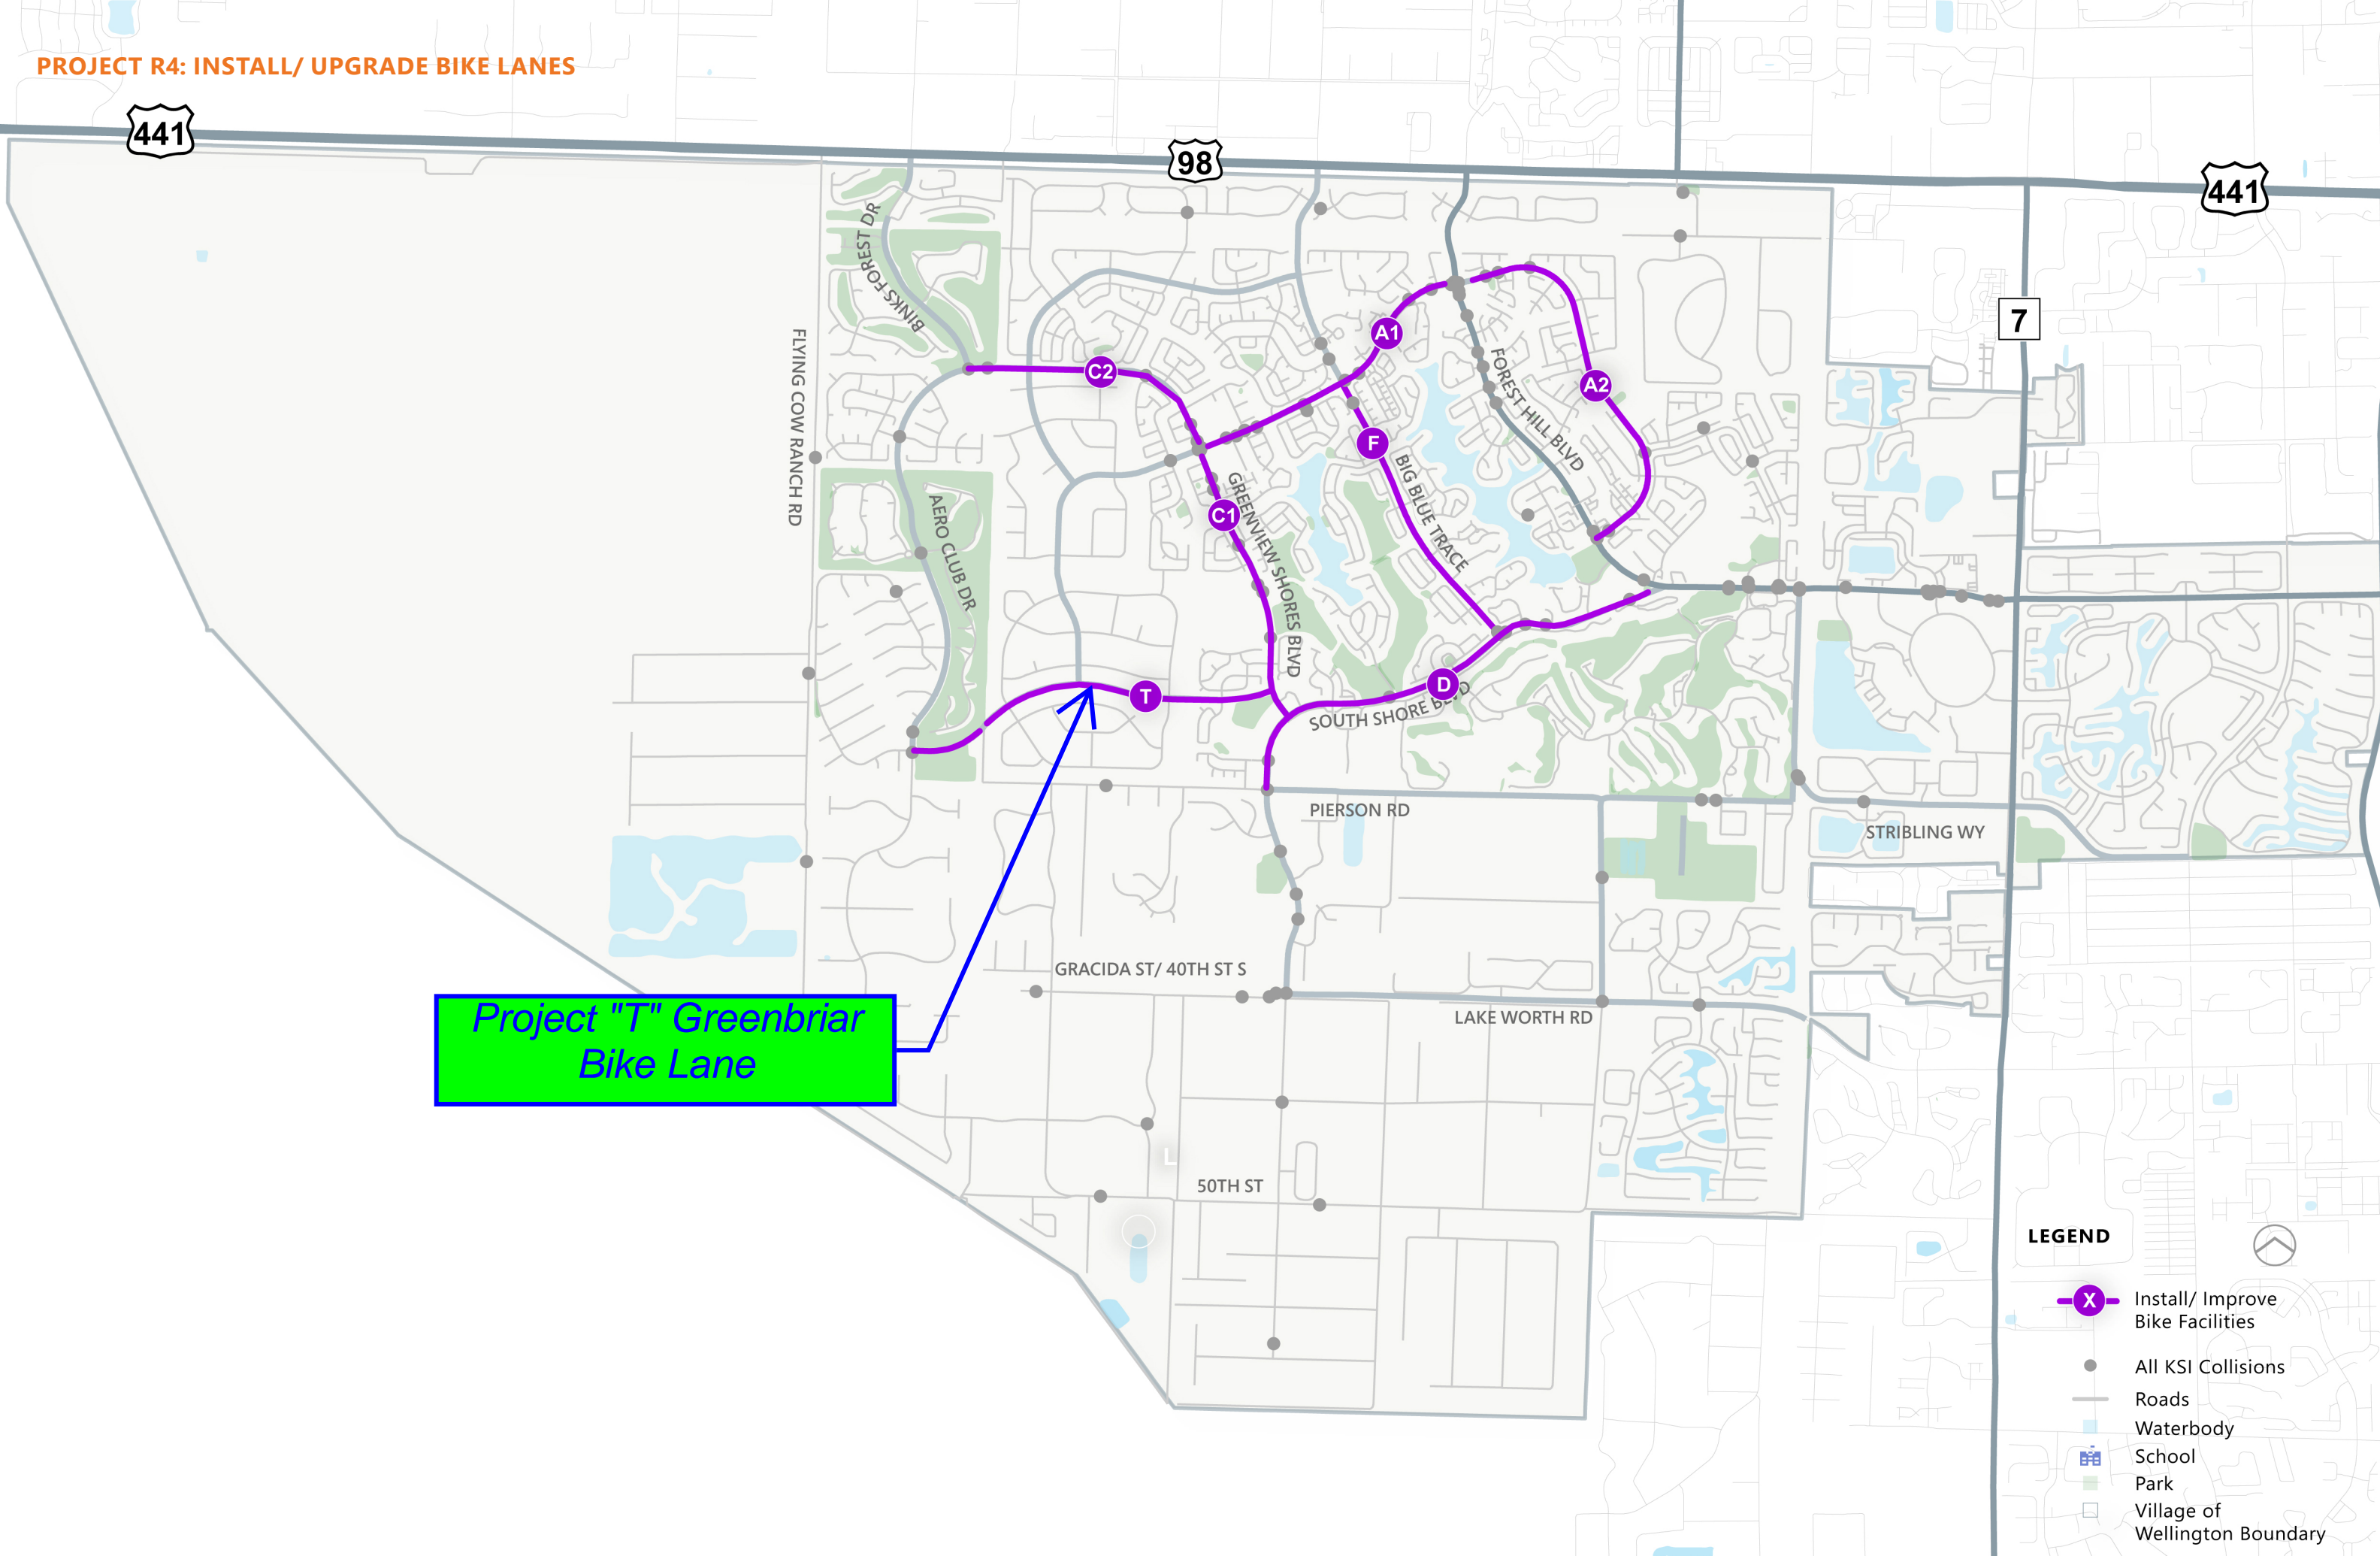 PROJECT R4: INSTALL/ UPGRADE BIKE LANES
441
98
441
BINKS FOREST DR
FLYING COW RANCH RD
7
A1
C2
A2
FOREST HILL BLVD
F
BIG BLUE TRACE
C1
GREENVIEW SHORES BLVD
AERO CLUB DR
T
D
SOUTH SHORE BLVD
PIERSON RD
STRIBLING WY
GRACIDA ST/ 40TH ST S
LAKE WORTH RD
Project "T" Greenbriar
Bike Lane
L
50TH ST
LEGEND
X
Install/ Improve
Bike Facilities
All KSI Collisions
Roads
Waterbody
School
Park
Village of
Wellington Boundary